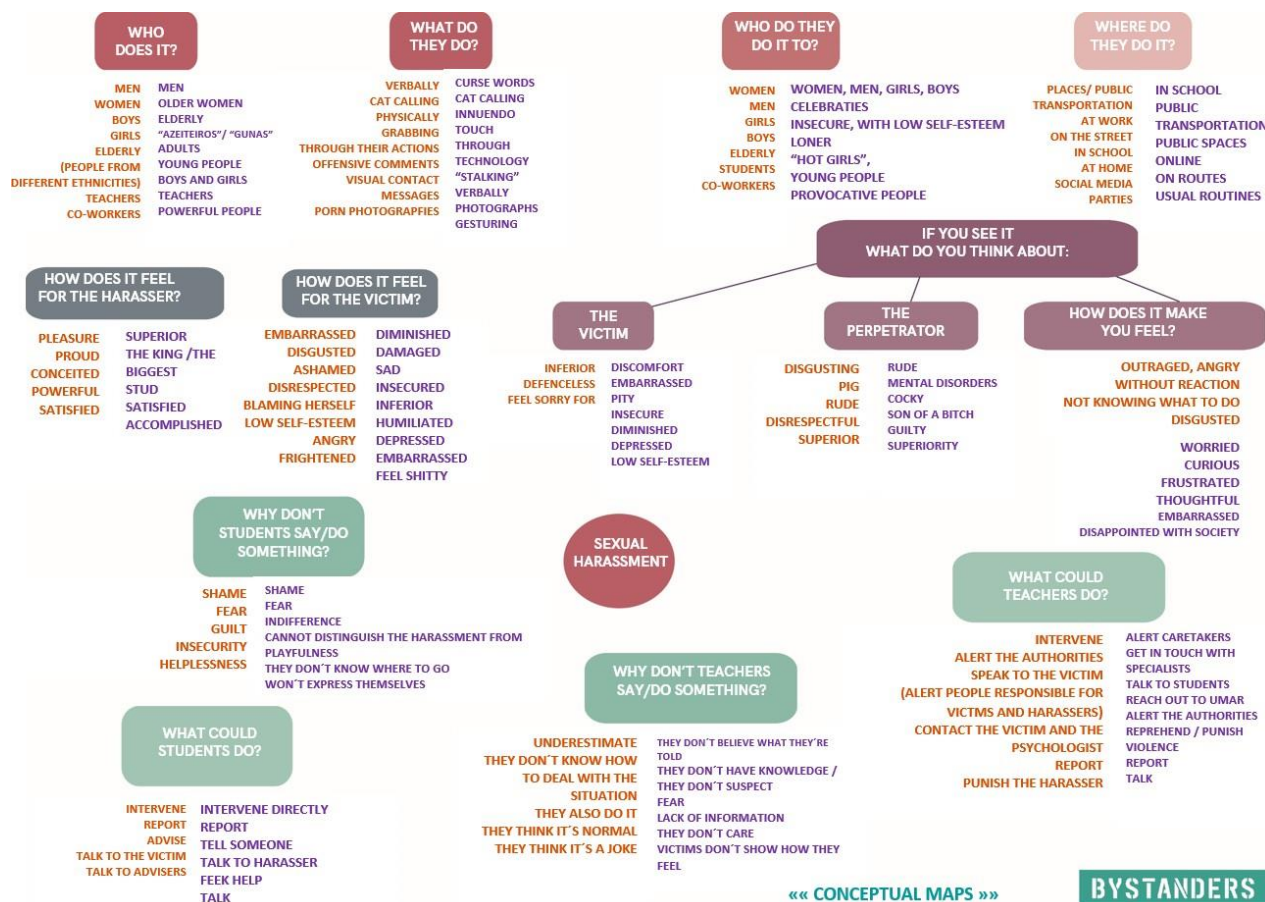 WHO
DOES IT?
MEN
WOMEN
BOYS
GIRLS
ELDERLY
(PEOPLE FROM
DIFFERENT ETHNICITIES)
TEACHERS
CO-WORKERS
MEN
OLDER WOMEN
ELDERLY
"AZEITEIROS"/ "GUNAS"
ADULTS
YOUNG PEOPLE
BOYS AND GIRLS
TEACHERS
POWERFUL PEOPLE
WHAT DO
THEY DO?
VERBALLY
CAT CALLING
PHYSICALLY
GRABBING
THROUGH THEIR ACTIONS
OFFENSIVE COMMENTS
VISUAL CONTACT
MESSAGES
PORN PHOTOGRAPFIES
CURSE WORDS
CAT CALLING
INNUENDO
TOUCH
THROUGH
TECHNOLOGY
"STALKING"
VERBALLY
PHOTOGRAPHS
GESTURING
WHO DO THEY
DO IT TO?
WOMEN
MEN
GIRLS
BOYS
ELDERLY
STUDENTS
CO-WORKERS
WOMEN, MEN, GIRLS, BOYS
CELEBRATIES
INSECURE, WITH LOW SELF-ESTEEM
LONER
"HOT GIRLS",
YOUNG PEOPLE
PROVOCATIVE PEOPLE
WHERE DO
THEY DO IT?
PLACES/ PUBLIC
TRANSPORTATION
AT WORK
ON THE STREET
IN SCHOOL
AT HOME
SOCIAL MEDIA
PARTIES
IN SCHOOL
PUBLIC
TRANSPORTATION
PUBLIC SPACES
ONLINE
ON ROUTES
USUAL ROUTINES
HOW DOES IT FEEL
FOR THE HARASSER?
PLEASURE
PROUD
CONCEITED
POWERFUL
SATISFIED
SUPERIOR
THE KING /THE
BIGGEST
STUD
SATISFIED
ACCOMPLISHED
HOW DOES IT FEEL
FOR THE VICTIM?
EMBARRASSED
DISGUSTED
ASHAMED
DISRESPECTED
BLAMING HERSELF
LOW SELF-ESTEEM
ANGRY
FRIGHTENED
DIMINISHED
DAMAGED
SAD
INSECURED
INFERIOR
HUMILIATED
DEPRESSED
EMBARRASSED
FEEL SHITTY
IF YOU SEE IT
WHAT DO YOU THINK ABOUT:
THE
VICTIM
INFERIOR
DEFENCELESS
FEEL SORRY FOR
DISCOMFORT
EMBARRASSED
PITY
INSECURE
DIMINISHED
DEPRESSED
LOW SELF-ESTEEM
THE
PERPETRATOR
DISGUSTING
PIG
RUDE
DISRESPECTFUL
SUPERIOR
RUDE
MENTAL DISORDERS
COCKY
SON OF A BITCH
GUILTY
SUPERIORITY
HOW DOES IT MAKE
YOU FEEL?
OUTRAGED, ANGRY
WITHOUT REACTION
NOT KNOWING WHAT TO DO
DISGUSTED
WORRIED
CURIOUS
FRUSTRATED
THOUGHTFUL
EMBARRASSED
DISAPPOINTED WITH SOCIETY
WHY DON'T
STUDENTS SAY/DO
SOMETHING?
SHAME
FEAR
GUILT
INSECURITY
HELPLESSNESS
SHAME
FEAR
INDIFFERENCE
CANNOT DISTINGUISH THE HARASSMENT FROM
PLAYFULNESS
THEY DON´T KNOW WHERE TO GO
WON´T EXPRESS THEMSELVES
SEXUAL
HARASSMENT
WHAT COULD
TEACHERS DO?
INTERVENE
ALERT THE AUTHORITIES
SPEAK TO THE VICTIM
(ALERT PEOPLE RESPONSIBLE FOR
VICTMS AND HARASSERS)
CONTACT THE VICTIM AND THE
PSYCHOLOGIST
REPORT
PUNISH THE HARASSER
ALERT CARETAKERS
GET IN TOUCH WITH
SPECIALISTS
TALK TO STUDENTS
REACH OUT TO UMAR
ALERT THE AUTHORITIES
REPREHEND / PUNISH
VIOLENCE
REPORT
TALK
WHY DON'T TEACHERS
SAY/DO SOMETHING?
UNDERESTIMATE
THEY DON´T KNOW HOW
TO DEAL WITH THE
SITUATION
THEY ALSO DO IT
THEY THINK IT´S NORMAL
THEY THINK IT´S A JOKE
THEY DON´T BELIEVE WHAT THEY'RE
TOLD
THEY DON´T HAVE KNOWLEDGE /
THEY DON´T SUSPECT
FEAR
LACK OF INFORMATION
THEY DON´T CARE
VICTIMS DON´T SHOW HOW THEY
FEEL
WHAT COULD
STUDENTS DO?
INTERVENE
REPORT
ADVISE
TALK TO THE VICTIM
TALK TO ADVISERS
INTERVENE DIRECTLY
REPORT
TELL SOMEONE
TALK TO HARASSER
FEEK HELP
TALK
«« CONCEPTUAL MAPS »»
BYSTANDERS